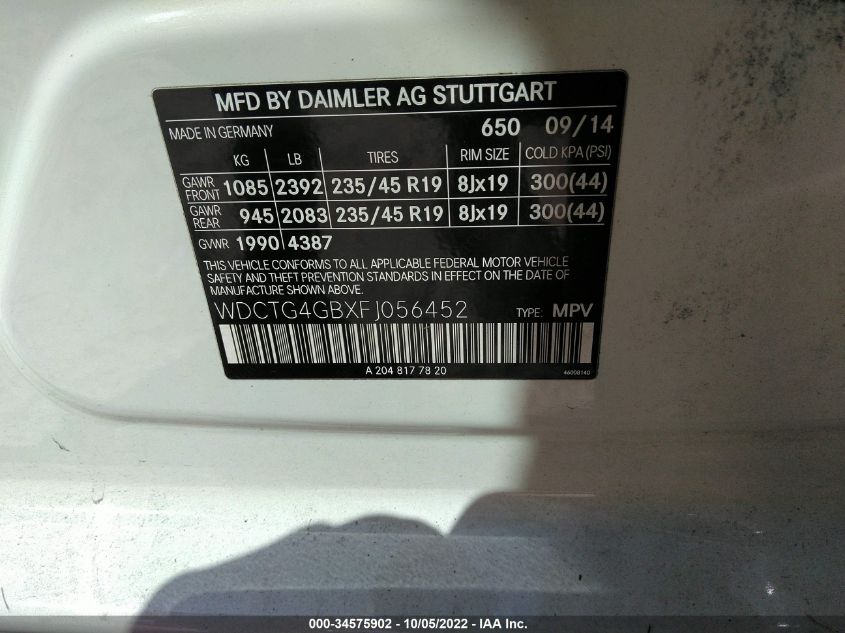 MFD BY DAIMLER AG STUTTGART
MADE IN GERMANY 650 09/14
KG LB TIRES RIM SIZE COLD KPA (PSI)
GAWR FRONT 1085 2392 235/45 R19 8Jx19 300(44)
GAWR REAR 945 2083 235/45 R19 8Jx19 300(44)
GVWR 1990 4387
THIS VEHICLE CONFORMS TO ALL APPLICABLE FEDERAL MOTOR VEHICLE
SAFETY AND THEFT PREVENTION STANDARDS IN EFFECT ON THE DATE OF
MANUFACTURE SHOWN ABOVE.
WDCTG4GBXFJ056452 TYPE: MPV
A 204 817 78 20 46008140
000-34575902 - 10/05/2022 - IAA Inc.